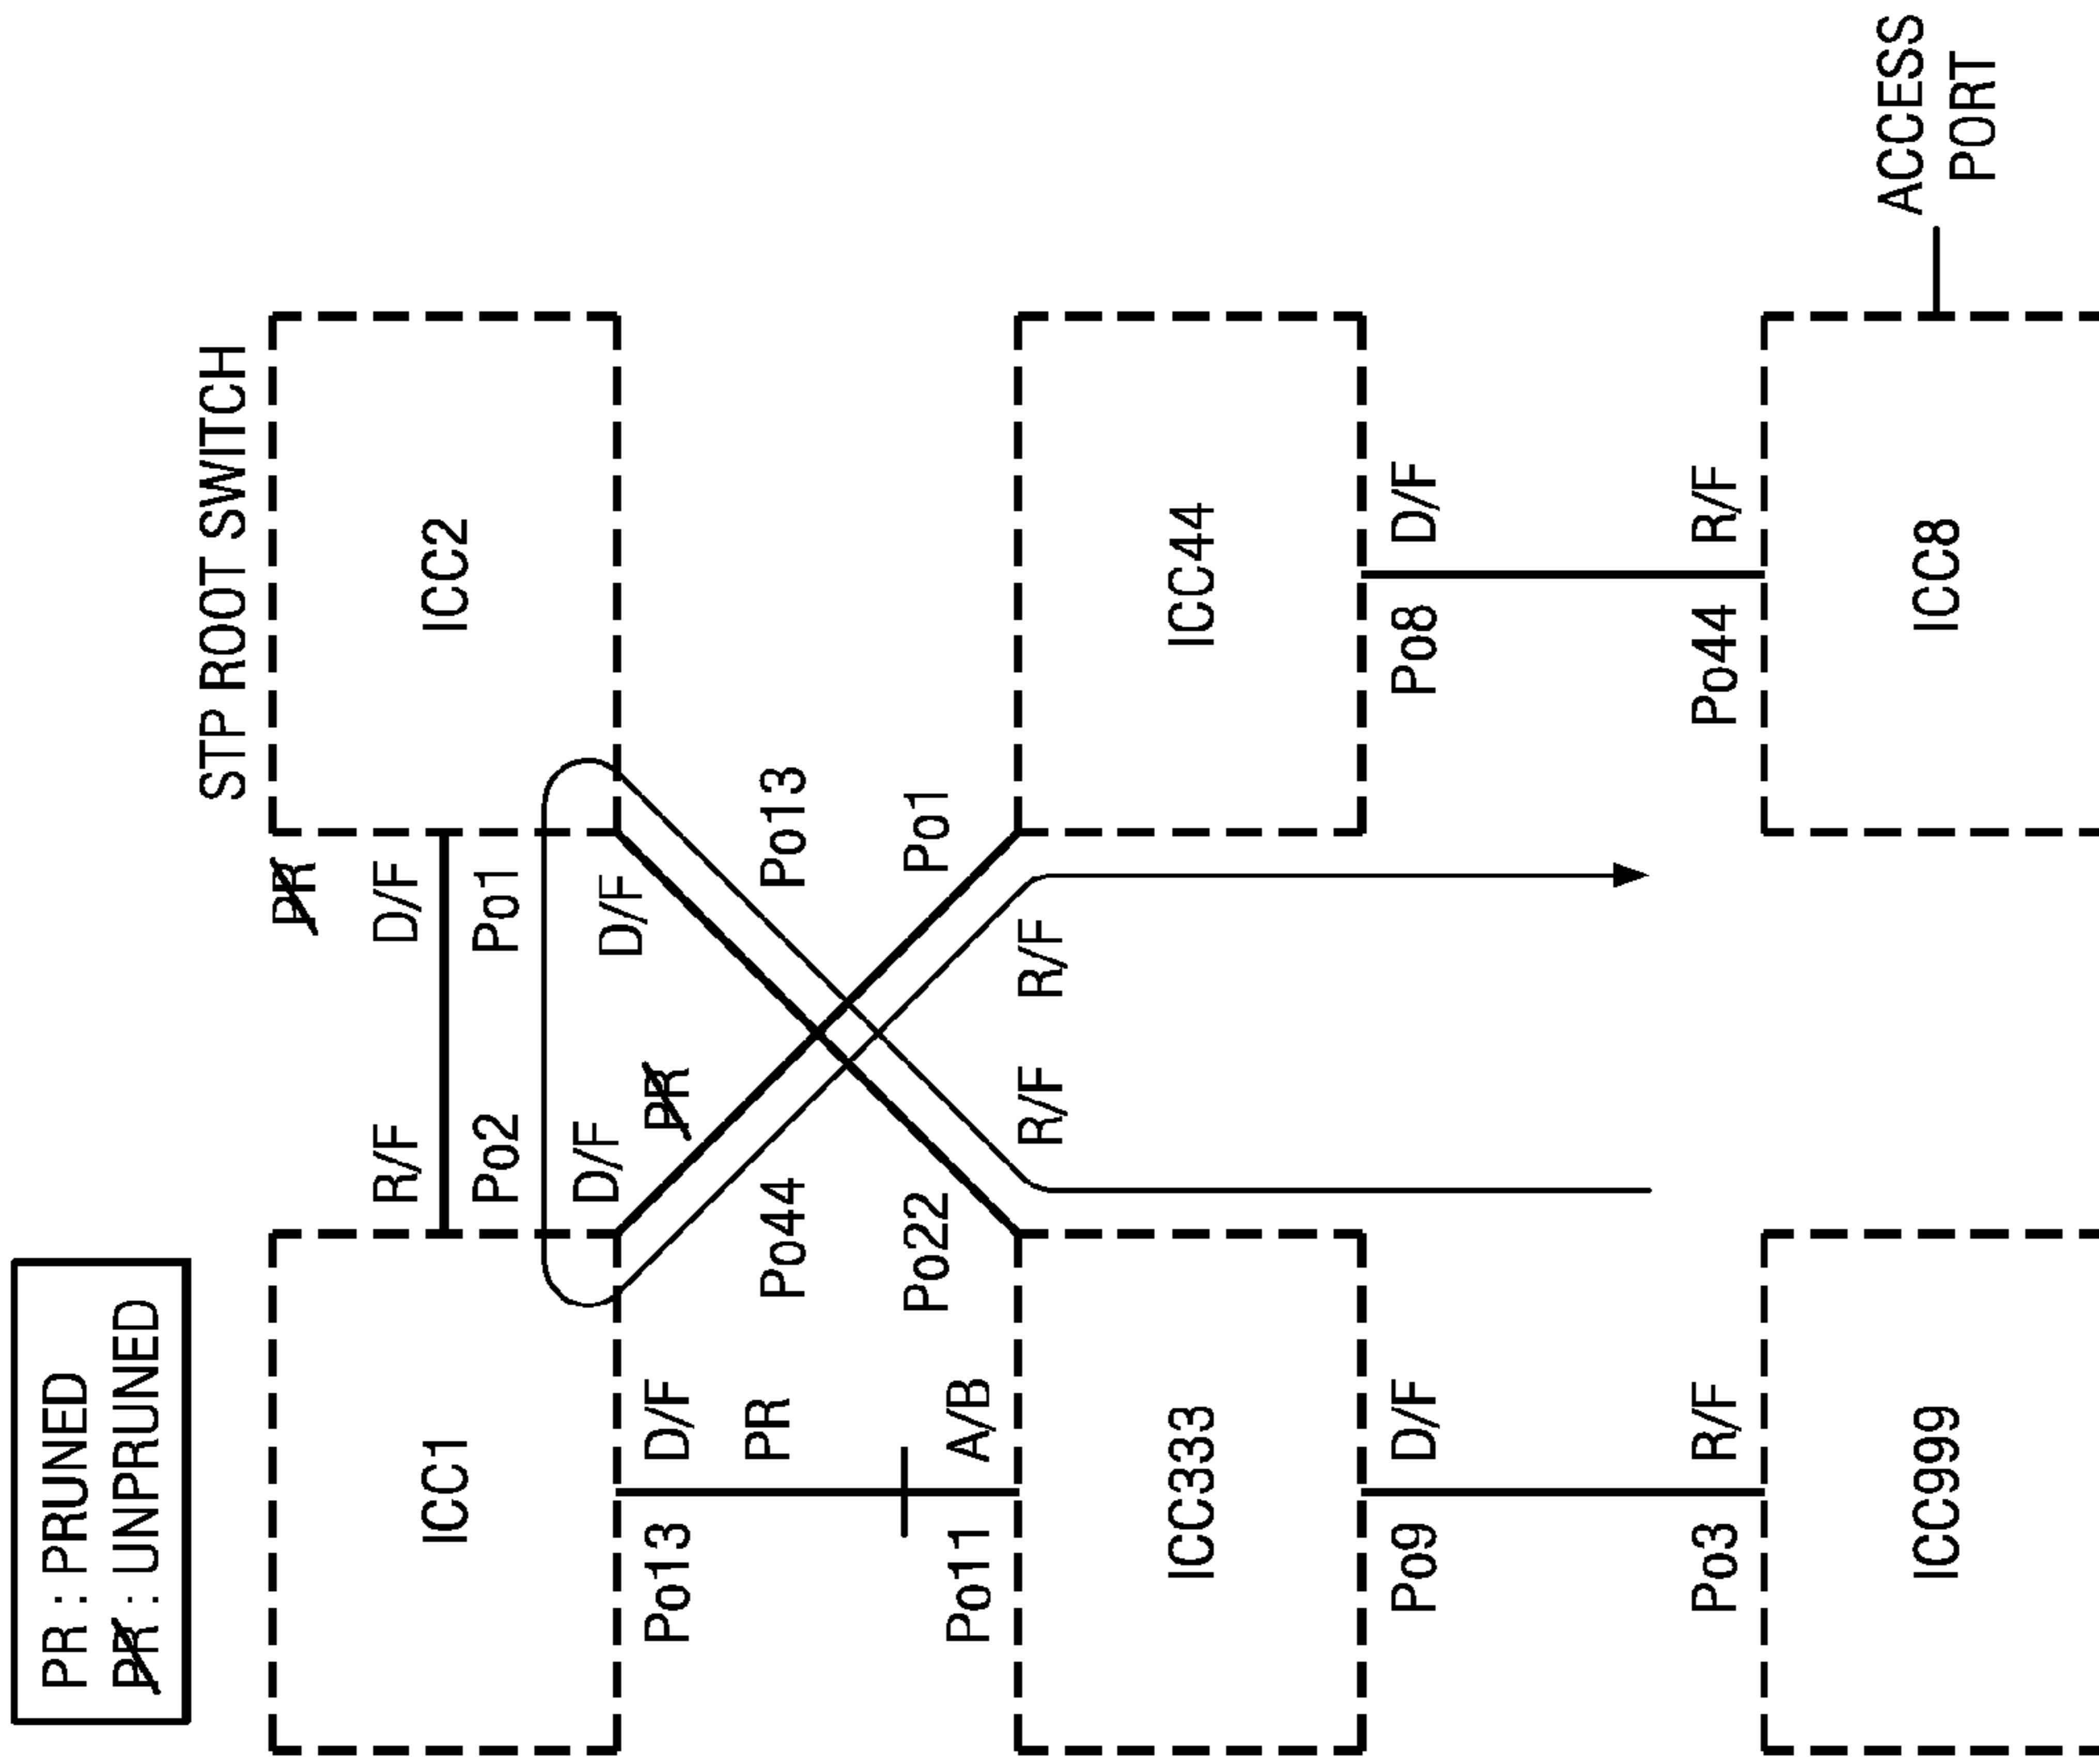 PR : PRUNED
PR : UNPRUNED
STP ROOT SWITCH
PR
R/F
D/F
ICC1
ICC2
Po2
Po1
D/F
D/F
Po13
D/F
PR
PR
Po44
Po13
Po22
Po1
Po11
A/B
R/F
R/F
ICC333
ICC44
Po9
D/F
Po8
D/F
Po3
R/F
Po44
R/F
ICC999
ICC8
ACCESS
PORT